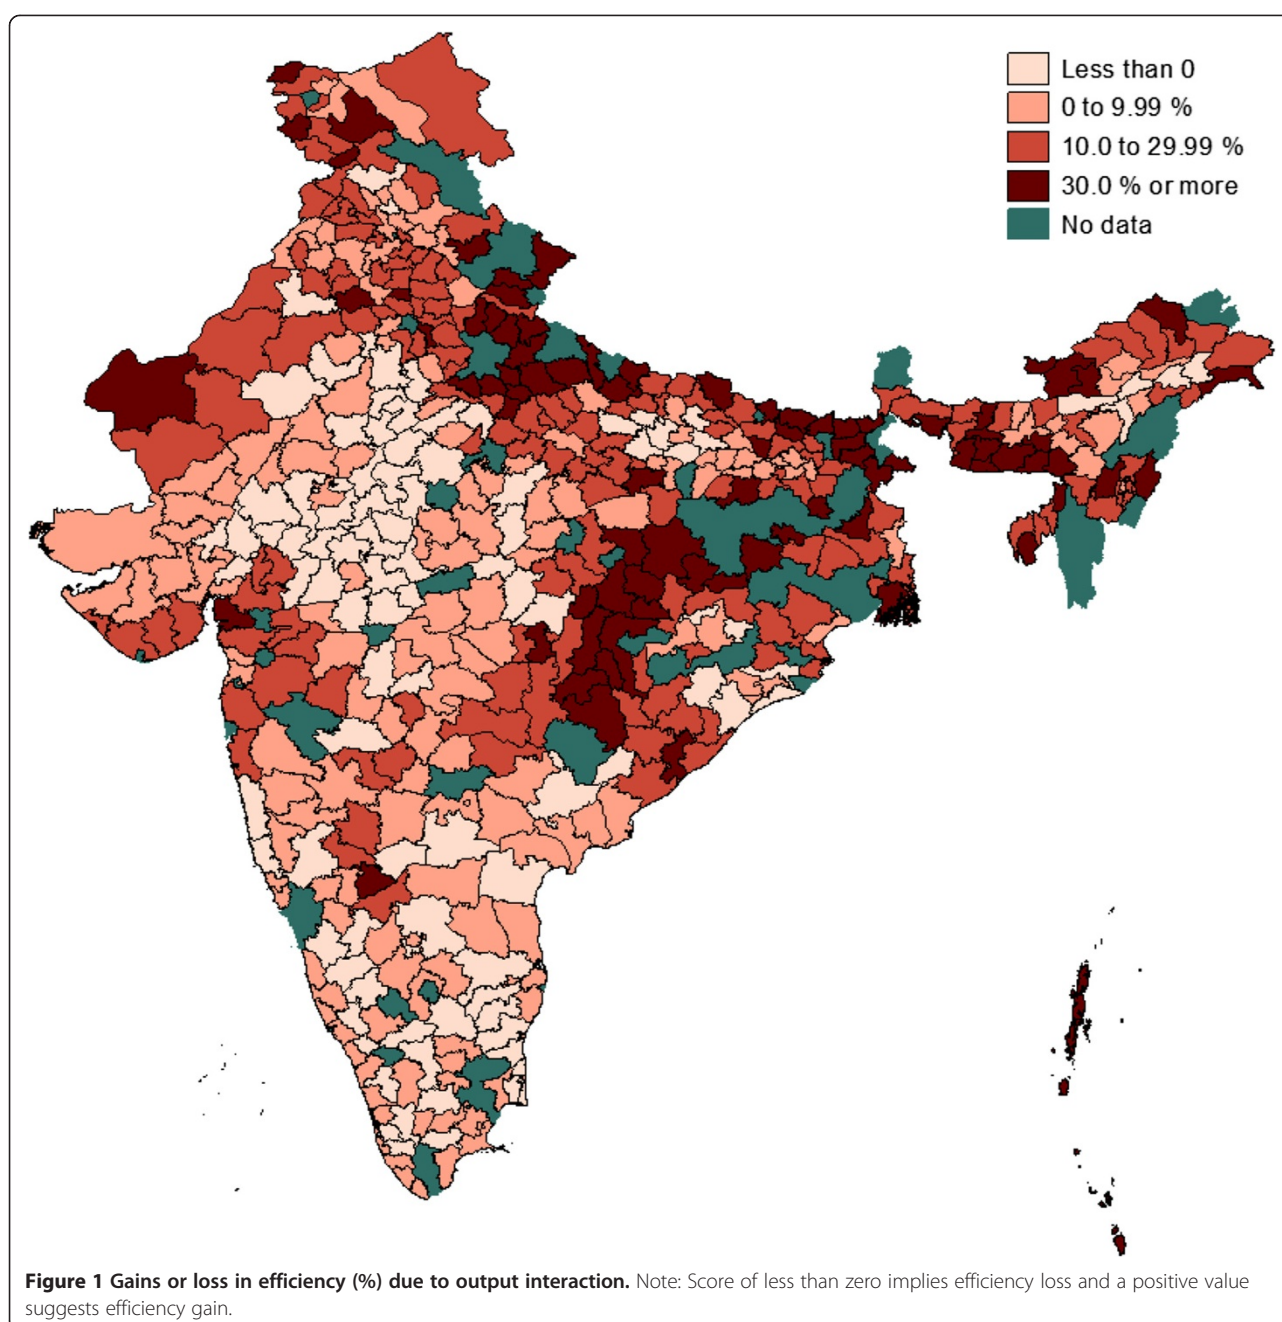 Less than 0
0 to 9.99 %
10.0 to 29.99 %
30.0 % or more
No data
Figure 1 Gains or loss in efficiency (%) due to output interaction. Note: Score of less than zero implies efficiency loss and a positive value
suggests efficiency gain.